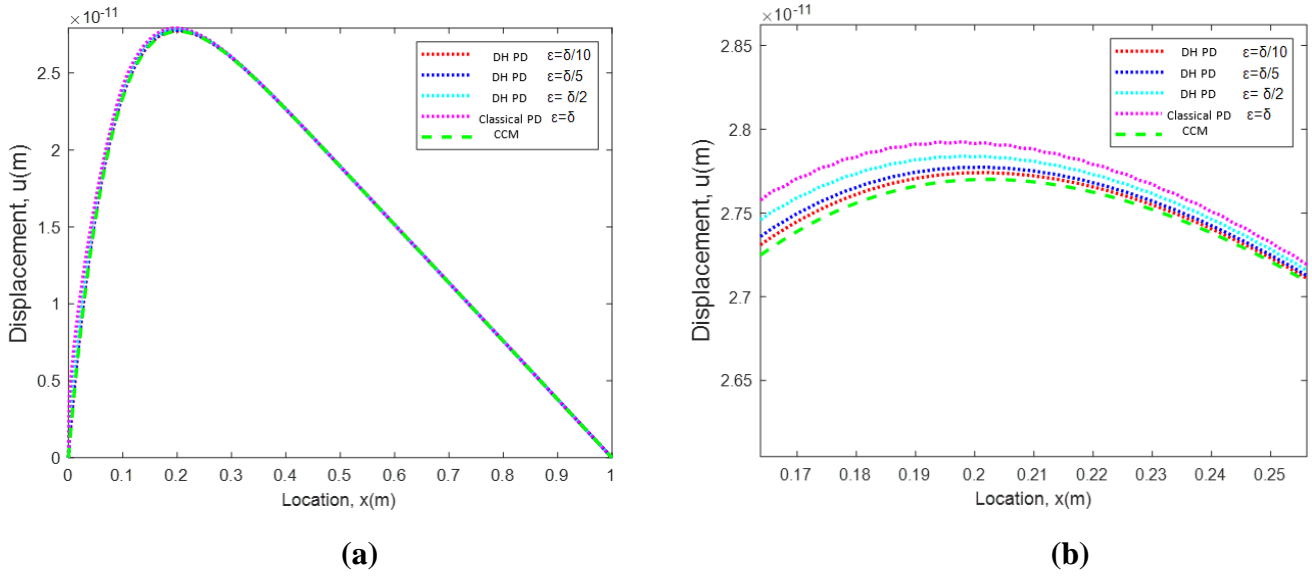 ×10-11
2.5
2
1.5
1
0.5
0
0 0.1 0.2 0.3 0.4 0.5 0.6 0.7 0.8 0.9 1
Displacement, u(m)
Location, x(m)
DH PD ε=δ/10
DH PD ε=δ/5
DH PD ε= δ/2
Classical PD ε=δ
CCM
(a)
×10-11
2.85
2.8
2.75
2.7
2.65
0.17 0.18 0.19 0.2 0.21 0.22 0.23 0.24 0.25
Displacement, u(m)
Location, x(m)
DH PD ε=δ/10
DH PD ε=δ/5
DH PD ε= δ/2
Classical PD ε=δ
CCM
(b)